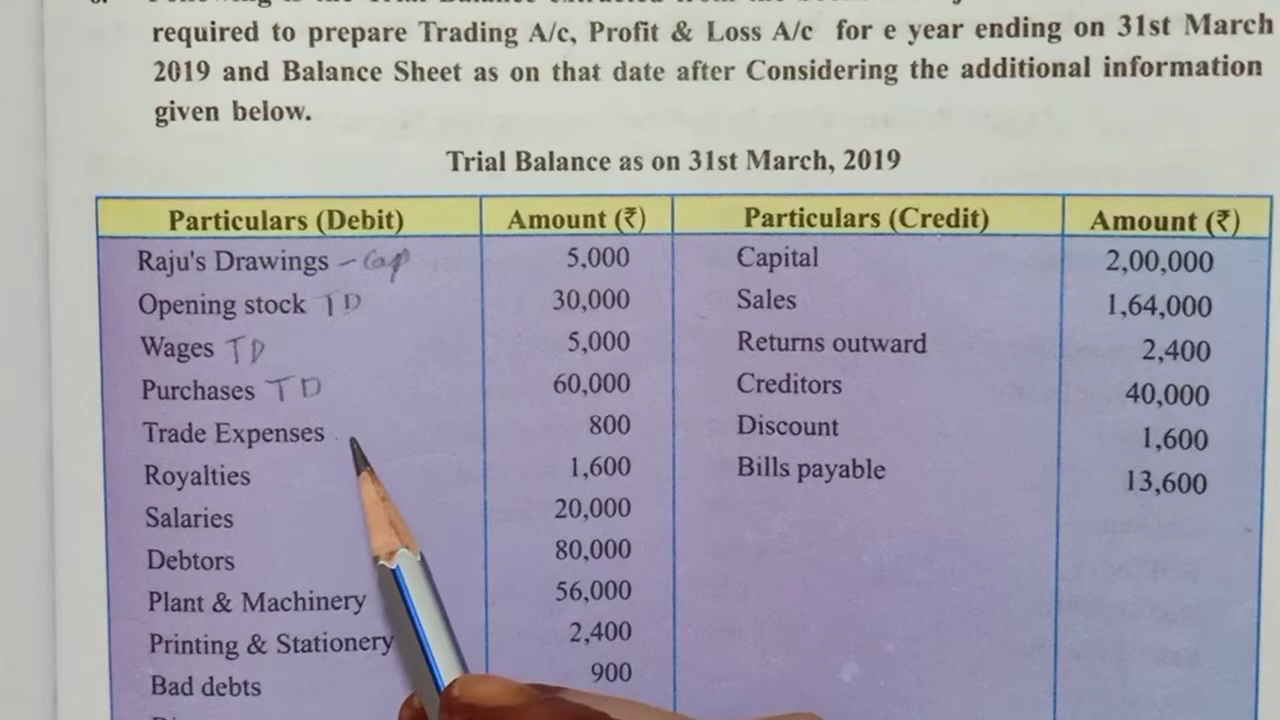 required to prepare Trading A/c, Profit & Loss A/c for e year ending on 31st March
2019 and Balance Sheet as on that date after Considering the additional information
given below.
Trial Balance as on 31st March, 2019
Particulars (Debit) Amount (₹) Particulars (Credit) Amount (₹)
Raju's Drawings - Cap 5,000 Capital 2,00,000
Opening stock TD 30,000 Sales 1,64,000
Wages TD 5,000 Returns outward 2,400
Purchases TD 60,000 Creditors 40,000
Trade Expenses 800 Discount 1,600
Royalties 1,600 Bills payable 13,600
Salaries 20,000
Debtors 80,000
Plant & Machinery 56,000
Printing & Stationery 2,400
Bad debts 900